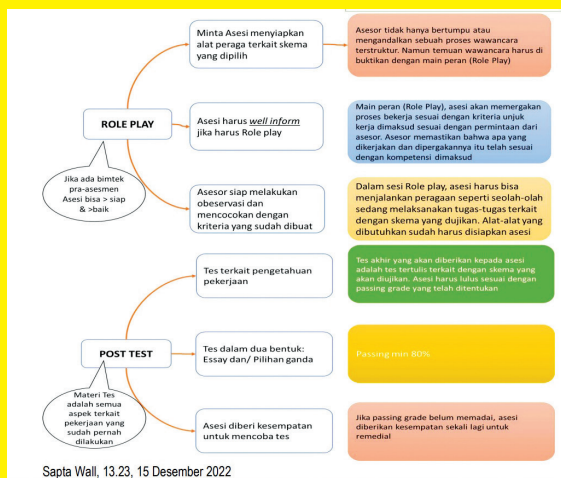 Minta Asesi menyiapkan
alat peraga terkait skema
yang dipilih
Asesor tidak hanya bertumpu atau
mengandalkan sebuah proses wawancara
terstruktur. Namun temuan wawancara harus di
buktikan dengan main peran (Role Play)
ROLE PLAY
Asesi harus well inform
jika harus Role play
Main peran (Role Play), asesi akan memergakan
proses bekerja sesuai dengan kriteria unjuk
kerja dimaksud sesuai dengan permintaan dari
asesor. Asesor memastikan bahwa apa yang
dikerjakan dan dipergakannya itu telah sesuai
dengan kompetensi dimaksud
Jika ada bimtek
pra-asesmen
Asesi bisa > siap
& >baik
Asesor siap melakukan
obeservasi dan
mencocokan dengan
kriteria yang sudah dibuat
Dalam sesi Role play, asesi harus bisa
menjalankan peragaan seperti seolah-olah
sedang melaksanakan tugas-tugas terkait
dengan skema yang dujikan. Alat-alat yang
dibutuhkan sudah harus disiapkan asesi
Tes terkait pengetahuan
pekerjaan
Tes akhir yang akan diberikan kepada asesi
adalah tes tertulis terkait dengan skema yang
akan diujikan. Asesi harus lulus sesuai dengan
passing grade yang telah ditentukan
POST TEST
Tes dalam dua bentuk:
Essay dan/ Pilihan ganda
Passing min 80%
Materi Tes
adalah semua
aspek terkait
pekerjaan yang
sudah pernah
dilakukan
Asesi diberi kesempatan
untuk mencoba tes
Jika passing grade belum memadai, asesi
diberikan kesempatan sekali lagi untuk
remedial
Sapta Wall, 13.23, 15 Desember 2022